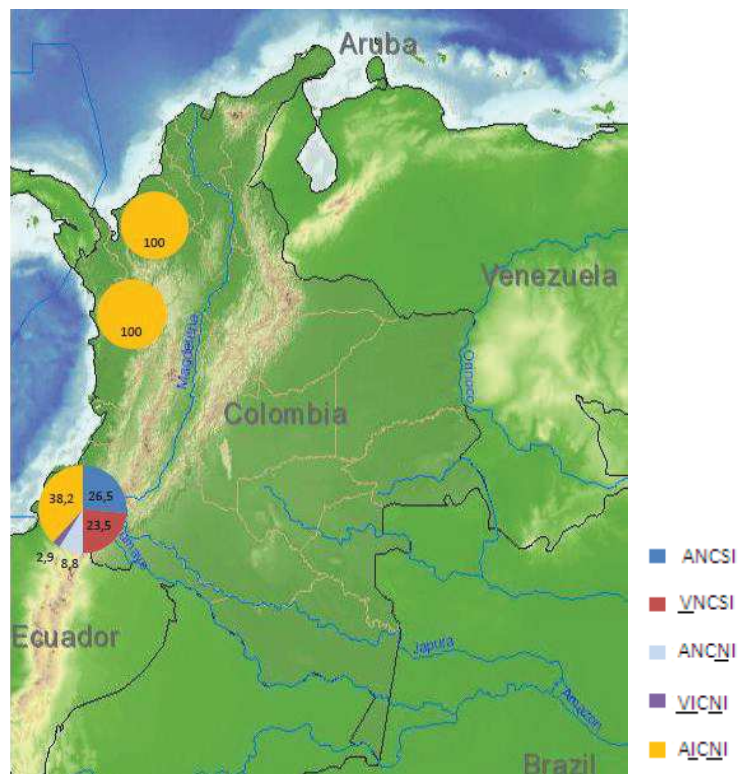 Aruba
100
Venezuela
100
Magdelina
Orinoco
Colombia
38,2
26,5
23,5
2,9
8,8
ANCSI
VNCSI
Ecuador
ANCNI
Japura
VICNI
Amazon
AICNI
Brazil